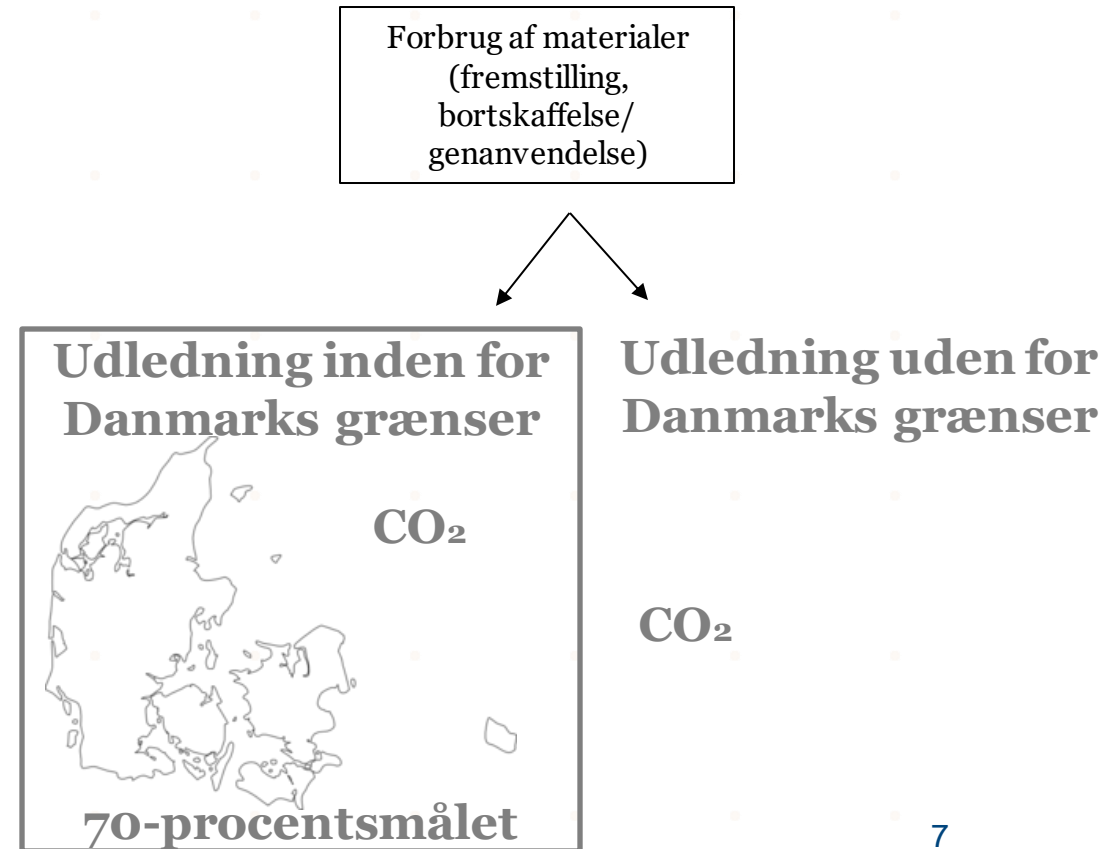 Forbrug af materialer
(fremstilling,
bortskaffelse/
genanvendelse)
Udledning inden for
Danmarks grænser
CO₂
70-procentsmålet
Udledning uden for
Danmarks grænser
CO₂
7